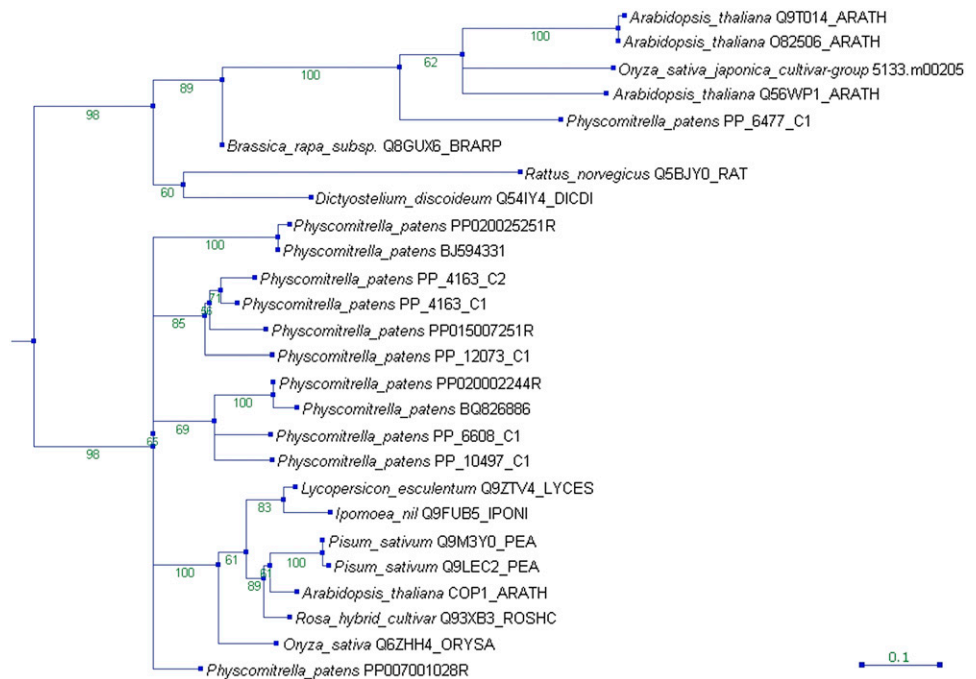 Arabidopsis_thaliana Q9T014_ARATH
100
Arabidopsis_thaliana O82506_ARATH
62
100
Oryza_sativa_japonica_cultivar-group 5133.m00205
89
Arabidopsis_thaliana Q56WP1_ARATH
98
Physcomitrella_patens PP_6477_C1
Brassica_rapa_subsp. Q8GUX6_BRARP
Rattus_norvegicus Q5BJY0_RAT
60
Dictyostelium_discoideum Q54IY4_DICDI
Physcomitrella_patens PP020025251R
100
Physcomitrella_patens BJ594331
Physcomitrella_patens PP_4163_C2
71
Physcomitrella_patens PP_4163_C1
85
Physcomitrella_patens PP015007251R
Physcomitrella_patens PP_12073_C1
Physcomitrella_patens PP020002244R
100
Physcomitrella_patens BQ826886
69
Physcomitrella_patens PP_6608_C1
65
98
Physcomitrella_patens PP_10497_C1
Lycopersicon_esculentum Q9ZTV4_LYCES
83
Ipomoea_nil Q9FUB5_IPONI
Pisum_sativum Q9M3Y0_PEA
61
100
Pisum_sativum Q9LEC2_PEA
100
61
89
Arabidopsis_thaliana COP1_ARATH
Rosa_hybrid_cultivar Q93XB3_ROSHC
Oryza_sativa Q6ZHH4_ORYSA
Physcomitrella_patens PP007001028R
0.1